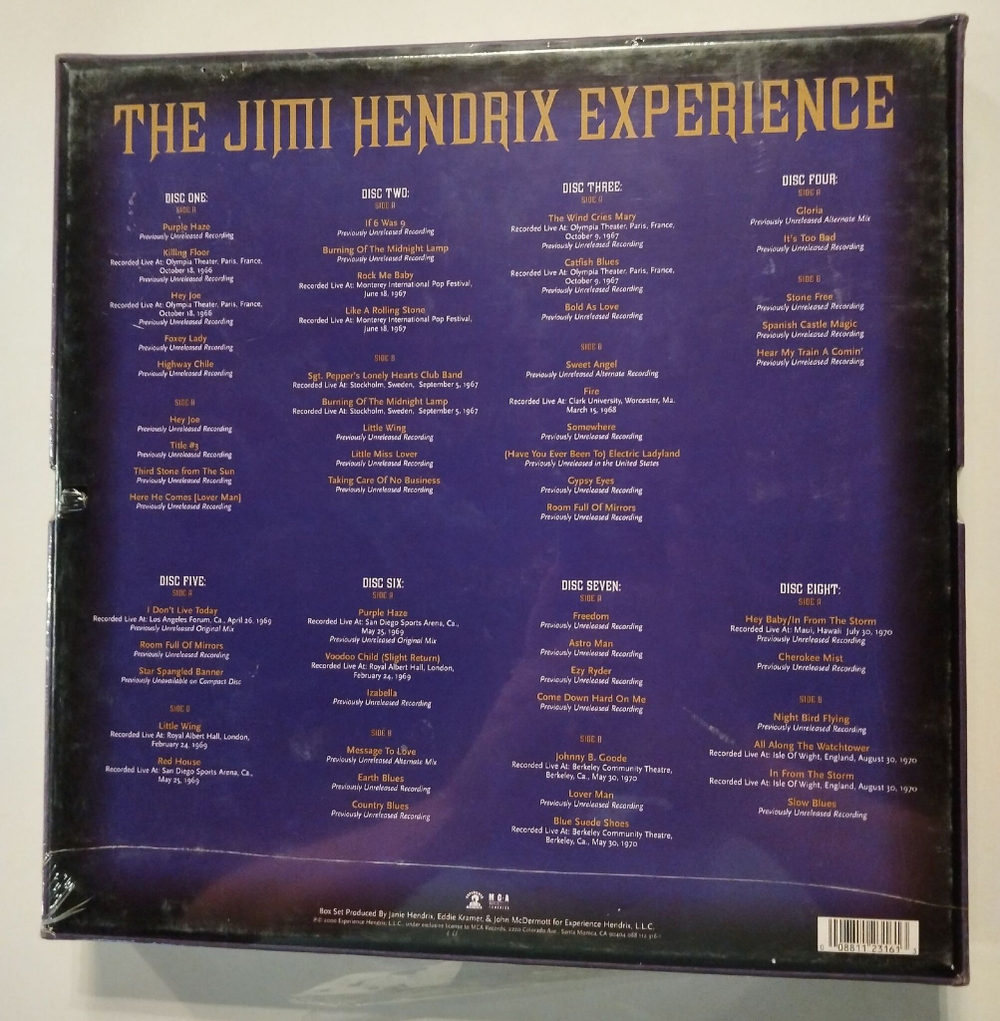 THE JIMI HENDRIX EXPERIENCE
DISC ONE:
SIDE A
Purple Haze
Previously Unreleased Recording
Killing Floor
Recorded Live At: Olympia Theater, Paris, France,
October 18, 1966
Previously Unreleased Recording
Hey Joe
Recorded Live At: Olympia Theater, Paris, France,
October 18, 1966
Previously Unreleased Recording
Foxey Lady
Previously Unreleased Recording
Highway Chile
Previously Unreleased Recording
SIDE B
Hey Joe
Previously Unreleased Recording
Title #3
Previously Unreleased Recording
Third Stone from The Sun
Previously Unreleased Recording
Here He Comes [Lover Man]
Previously Unreleased Recording
DISC TWO:
SIDE A
If 6 Was 9
Previously Unreleased Recording
Burning Of The Midnight Lamp
Previously Unreleased Recording
Rock Me Baby
Recorded Live At: Monterey International Pop Festival,
June 18, 1967
Like A Rolling Stone
Recorded Live At: Monterey International Pop Festival,
June 18, 1967
SIDE B
Sgt. Pepper's Lonely Hearts Club Band
Recorded Live At: Stockholm, Sweden, September 5, 1967
Burning Of The Midnight Lamp
Recorded Live At: Stockholm, Sweden, September 5, 1967
Little Wing
Previously Unreleased Recording
Little Miss Lover
Previously Unreleased Recording
Taking Care Of No Business
Previously Unreleased Recording
DISC THREE:
SIDE A
The Wind Cries Mary
Recorded Live At: Olympia Theater, Paris, France,
October 9, 1967
Previously Unreleased Recording
Catfish Blues
Recorded Live At: Olympia Theater, Paris, France,
October 9, 1967
Previously Unreleased Recording
Bold As Love
Previously Unreleased Recording
SIDE B
Sweet Angel
Previously Unreleased Alternate Recording
Fire
Recorded Live At: Clark University, Worcester, Ma.
March 15, 1968
Somewhere
Previously Unreleased Recording
[Have You Ever Been To] Electric Ladyland
Previously Unreleased in the United States
Gypsy Eyes
Previously Unreleased Recording
Room Full Of Mirrors
Previously Unreleased Recording
DISC FOUR:
SIDE A
Gloria
Previously Unreleased Alternate Mix
It's Too Bad
Previously Unreleased Recording
SIDE B
Stone Free
Previously Unreleased Recording
Spanish Castle Magic
Previously Unreleased Recording
Hear My Train A Comin'
Previously Unreleased Recording
DISC FIVE:
SIDE A
I Don't Live Today
Recorded Live At: Los Angeles Forum, Ca., April 26, 1969
Previously Unreleased Original Mix
Room Full Of Mirrors
Previously Unreleased Recording
Star Spangled Banner
Previously Unavailable on Compact Disc
SIDE B
Little Wing
Recorded Live At: Royal Albert Hall, London,
February 24, 1969
Red House
Recorded Live At: San Diego Sports Arena, Ca.,
May 25, 1969
DISC SIX:
SIDE A
Purple Haze
Recorded Live At: San Diego Sports Arena, Ca.,
May 25, 1969
Previously Unreleased Original Mix
Voodoo Child (Slight Return)
Recorded Live At: Royal Albert Hall, London,
February 24, 1969
Izabella
Previously Unreleased Recording
SIDE B
Message To Love
Previously Unreleased Alternate Mix
Earth Blues
Previously Unreleased Recording
Country Blues
Previously Unreleased Recording
DISC SEVEN:
SIDE A
Freedom
Previously Unreleased Recording
Astro Man
Previously Unreleased Recording
Ezy Ryder
Previously Unreleased Recording
Come Down Hard On Me
Previously Unreleased Recording
SIDE B
Johnny B. Goode
Recorded Live At: Berkeley Community Theatre,
Berkeley, Ca., May 30, 1970
Lover Man
Previously Unreleased Recording
Blue Suede Shoes
Recorded Live At: Berkeley Community Theatre,
Berkeley, Ca., May 30, 1970
DISC EIGHT:
SIDE A
Hey Baby/In From The Storm
Recorded Live At: Maui, Hawaii July 30, 1970
Cherokee Mist
Previously Unreleased Recording
SIDE B
Night Bird Flying
Previously Unreleased Recording
All Along The Watchtower
Recorded Live At: Isle Of Wight, England, August 30, 1970
In From The Storm
Recorded Live At: Isle Of Wight, England, August 30, 1970
Slow Blues
Previously Unreleased Recording
MCA
Box Set Produced By Janie Hendrix, Eddie Kramer, & John McDermott for Experience Hendrix, L.L.C.
2000 Experience Hendrix, L.L.C., under exclusive license to MCA Records, 2220 Colorado Ave., Santa Monica, CA 90404
0 08811 23161 3